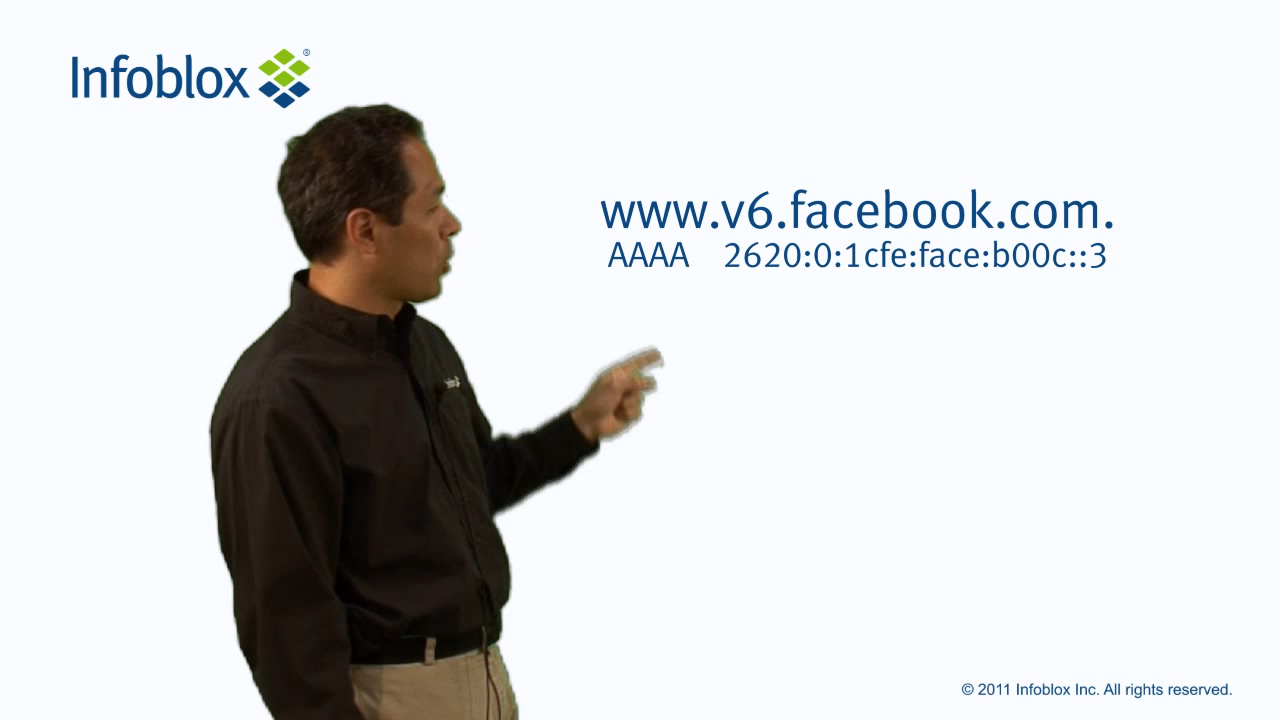 Infoblox ®
www.v6.facebook.com.
AAAA 2620:0:1cfe:face:b00c::3
© 2011 Infoblox Inc. All rights reserved.